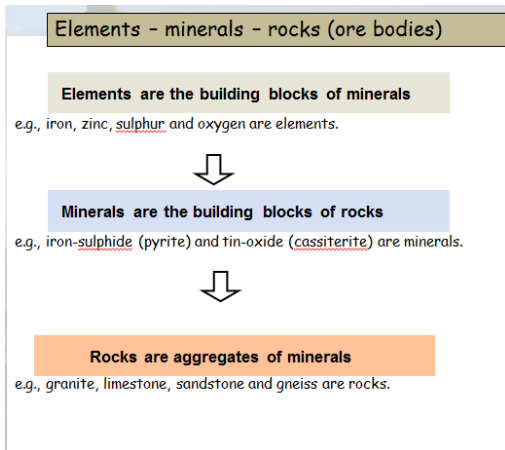 Elements – minerals – rocks (ore bodies)
Elements are the building blocks of minerals
e.g., iron, zinc, sulphur and oxygen are elements.
Minerals are the building blocks of rocks
e.g., iron-sulphide (pyrite) and tin-oxide (cassiterite) are minerals.
Rocks are aggregates of minerals
e.g., granite, limestone, sandstone and gneiss are rocks.